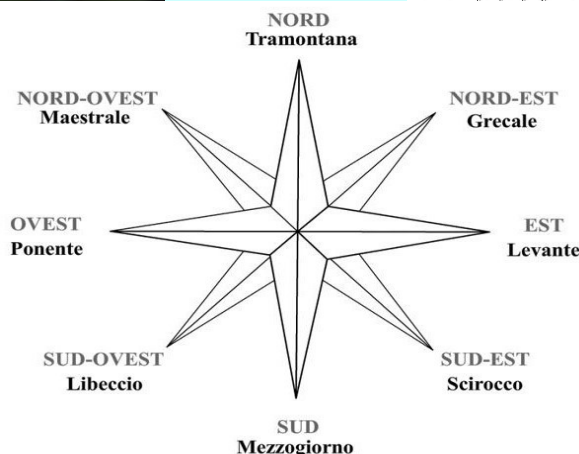 NORD
Tramontana
NORD-OVEST
Maestrale
NORD-EST
Grecale
OVEST
Ponente
EST
Levante
SUD-OVEST
Libeccio
SUD-EST
Scirocco
SUD
Mezzogiorno